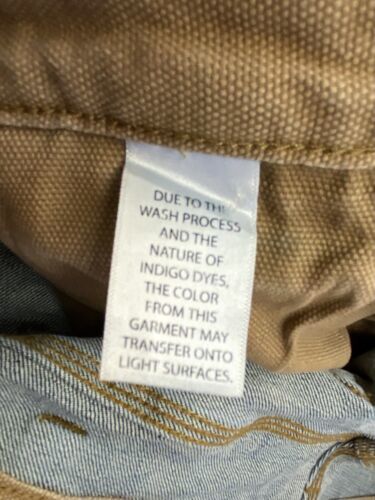 DUE TO THE
WASH PROCESS
AND THE
NATURE OF
INDIGO DYES,
THE COLOR
FROM THIS
GARMENT MAY
TRANSFER ONTO
LIGHT SURFACES.